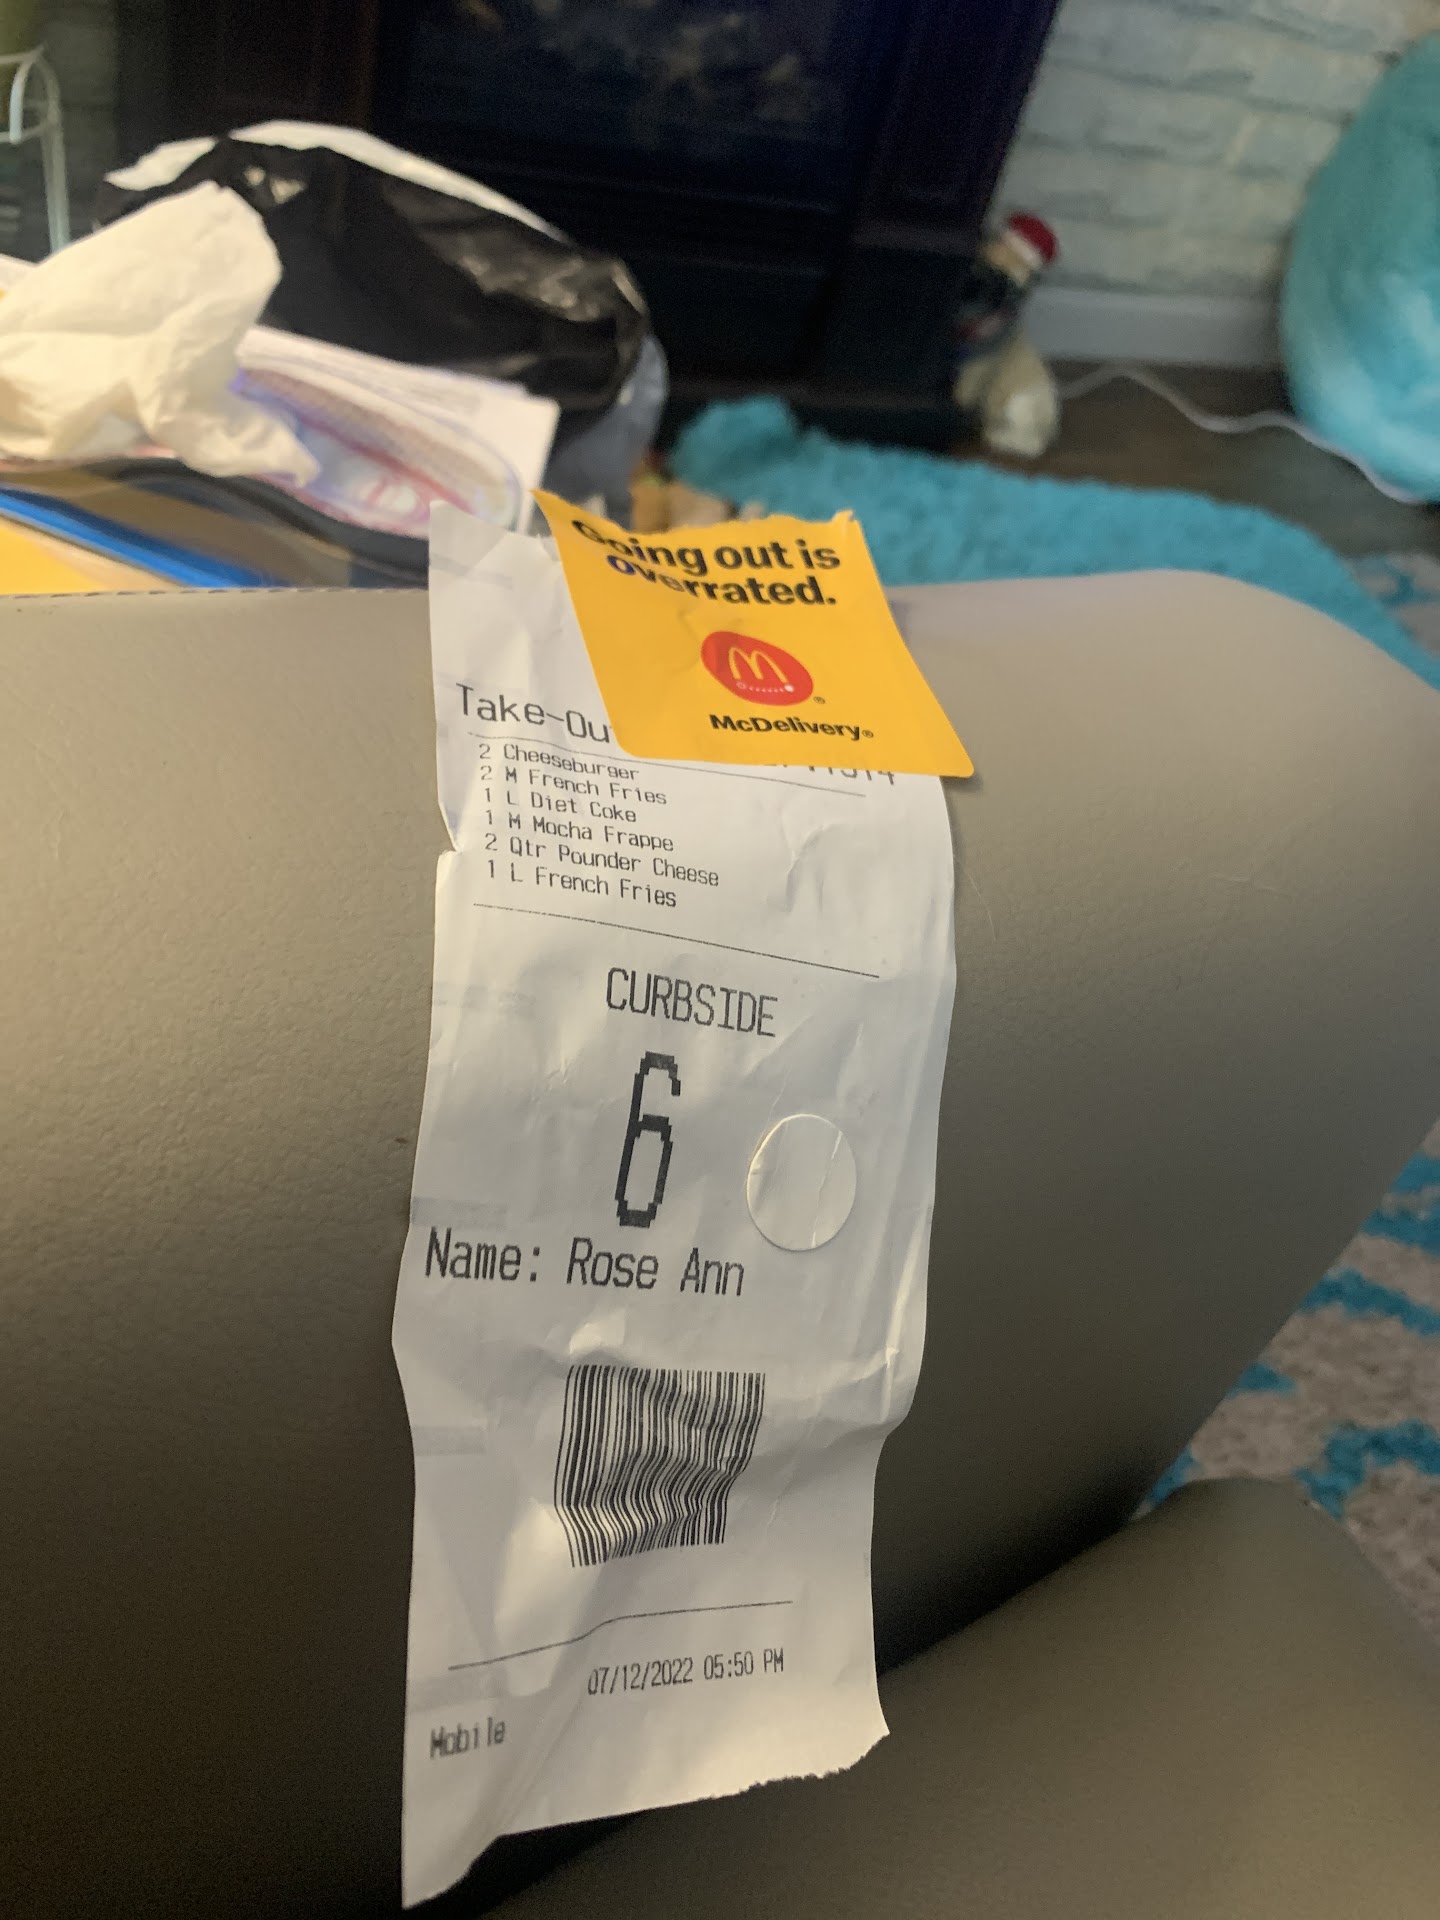 Going out is
overrated.
McDelivery®
Take-Ou
2 Cheeseburger
2 M French Fries
1 L Diet Coke
1 M Mocha Frappe
2 Qtr Pounder Cheese
1 L French Fries
CURBSIDE
6
Name: Rose Ann
07/12/2022 05:50 PM
Mobile